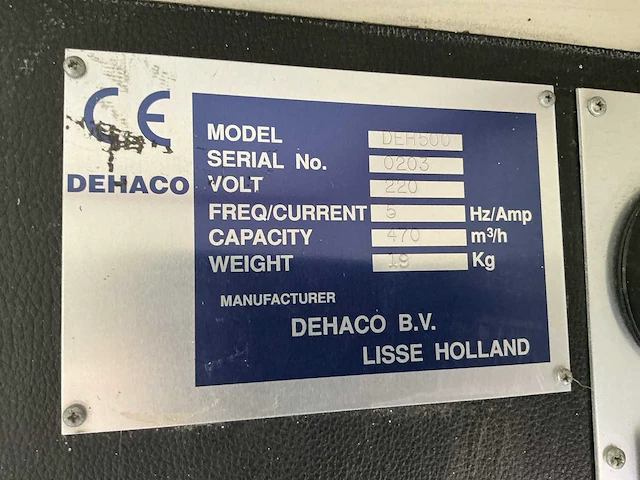 CE
DEHACO
MODEL DEH500
SERIAL No. 0203
VOLT 220
FREQ/CURRENT 5 Hz/Amp
CAPACITY 470 m³/h
WEIGHT 19 Kg
MANUFACTURER
DEHACO B.V.
LISSE HOLLAND